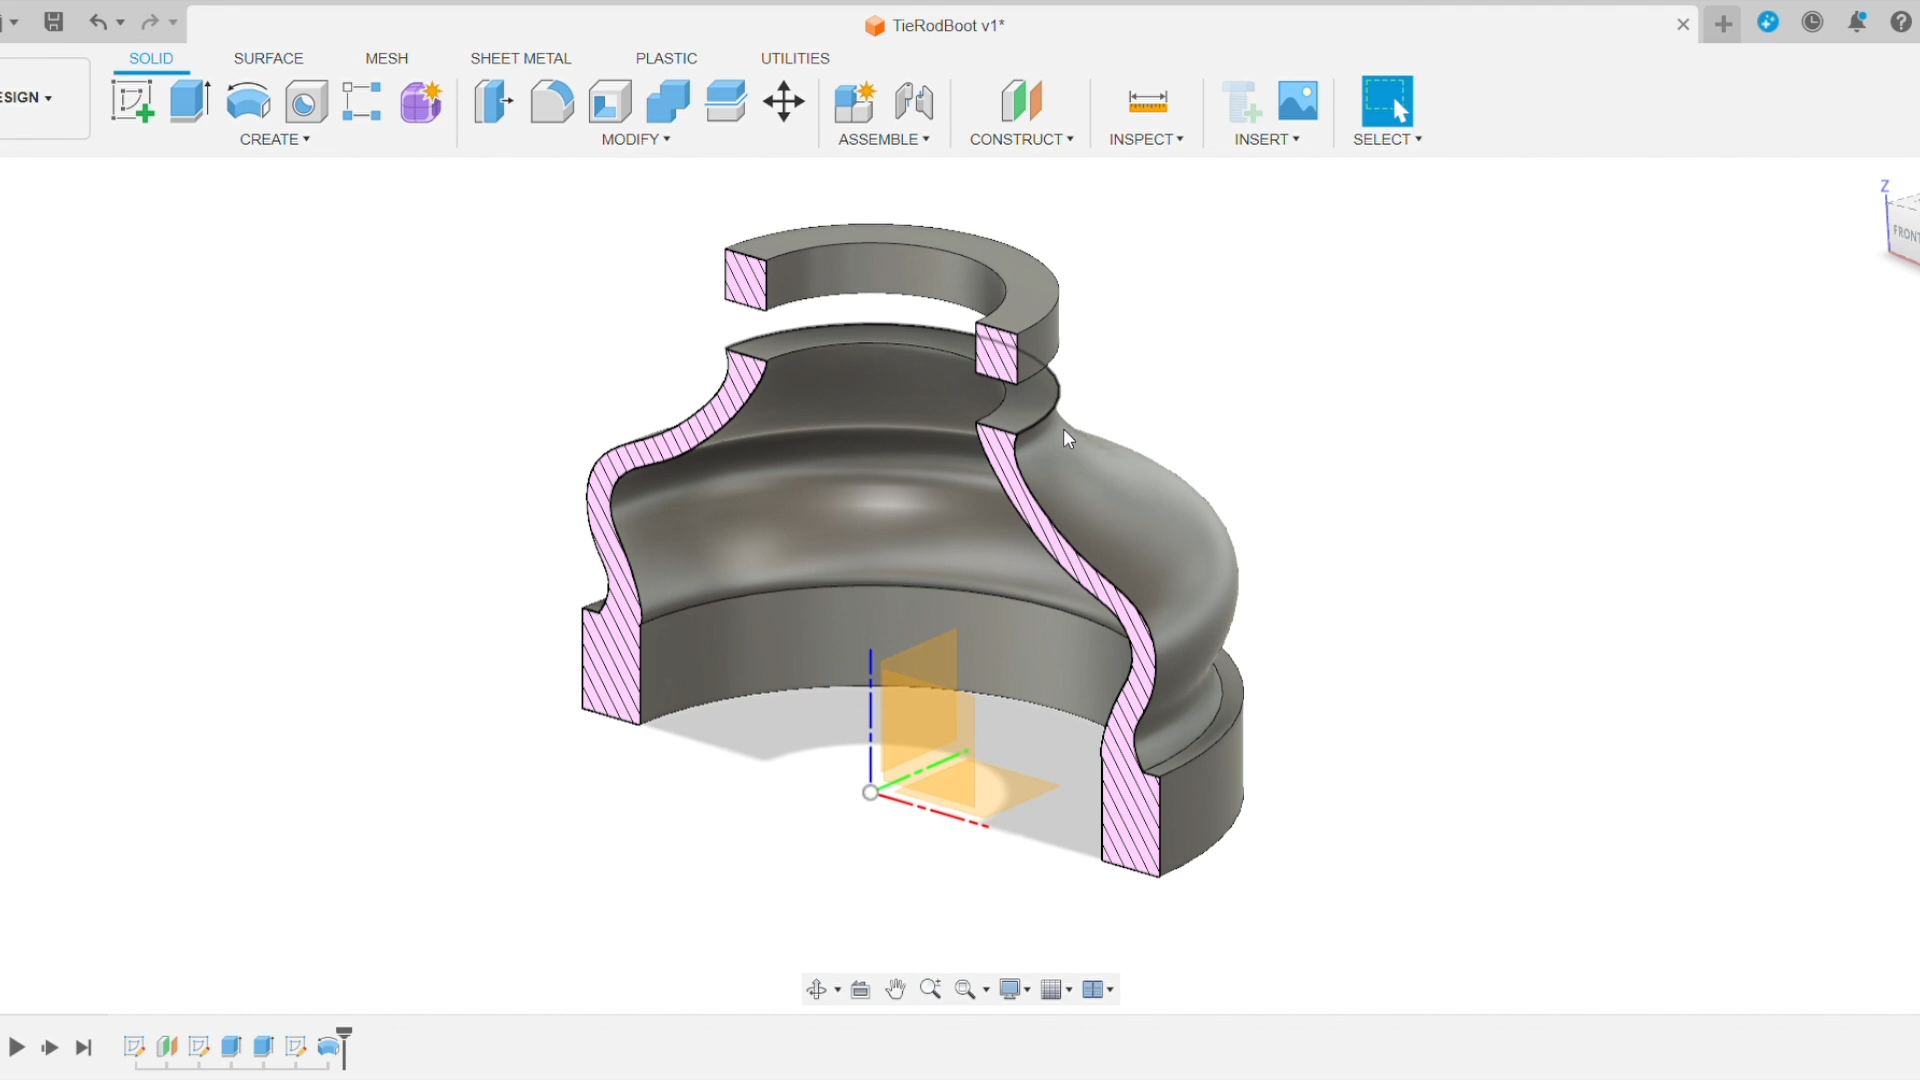 TieRodBoot v1*
SOLID SURFACE MESH SHEET METAL PLASTIC UTILITIES
ESIGN
CREATE MODIFY ASSEMBLE CONSTRUCT INSPECT INSERT SELECT
Z
FRONT